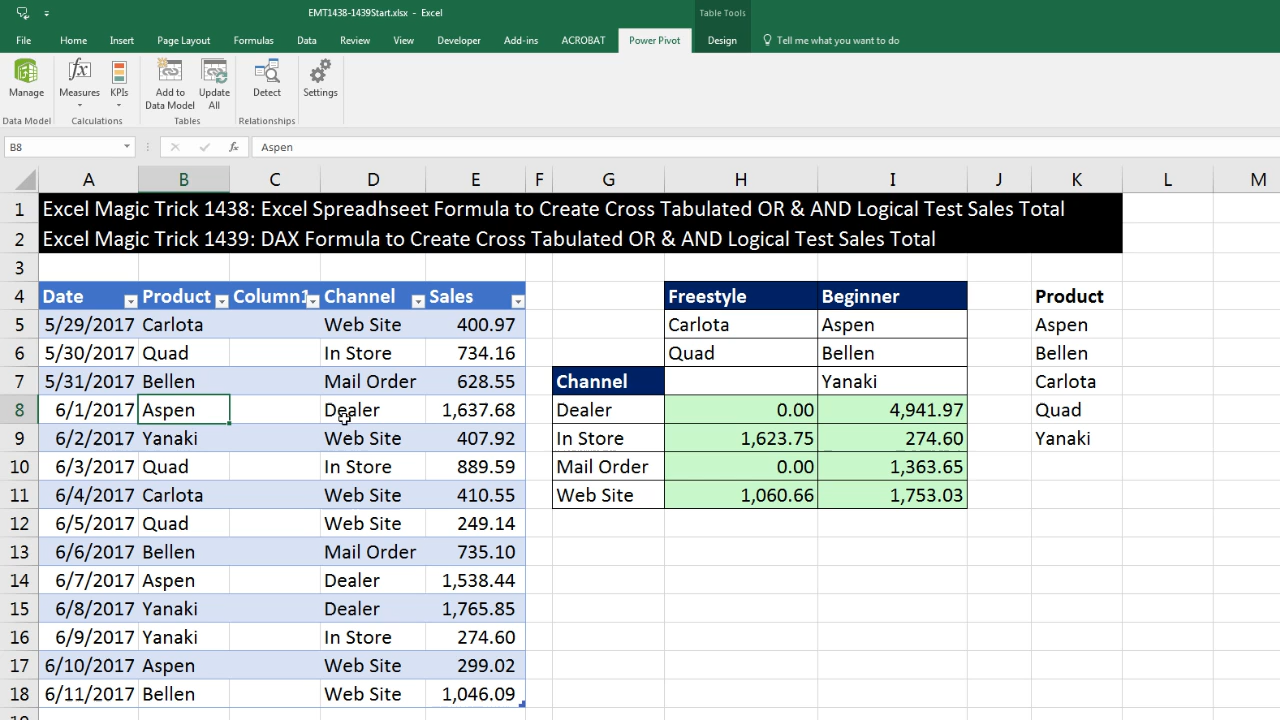 EMT1438-1439Start.xlsx - Excel
Table Tools
File Home Insert Page Layout Formulas Data Review View Developer Add-ins ACROBAT Power Pivot Design Tell me what you want to do
Manage Measures KPIs Add to Data Model Update All Detect Settings
Data Model Calculations Tables Relationships
B8 fx Aspen
A B C D E F G H I J K L M
1 Excel Magic Trick 1438: Excel Spreadhseet Formula to Create Cross Tabulated OR & AND Logical Test Sales Total
2 Excel Magic Trick 1439: DAX Formula to Create Cross Tabulated OR & AND Logical Test Sales Total
3
4 Date Product Column1 Channel Sales Freestyle Beginner Product
5 5/29/2017 Carlota Web Site 400.97 Carlota Aspen Aspen
6 5/30/2017 Quad In Store 734.16 Quad Bellen Bellen
7 5/31/2017 Bellen Mail Order 628.55 Channel Yanaki Carlota
8 6/1/2017 Aspen Dealer 1,637.68 Dealer 0.00 4,941.97 Quad
9 6/2/2017 Yanaki Web Site 407.92 In Store 1,623.75 274.60 Yanaki
10 6/3/2017 Quad In Store 889.59 Mail Order 0.00 1,363.65
11 6/4/2017 Carlota Web Site 410.55 Web Site 1,060.66 1,753.03
12 6/5/2017 Quad Web Site 249.14
13 6/6/2017 Bellen Mail Order 735.10
14 6/7/2017 Aspen Dealer 1,538.44
15 6/8/2017 Yanaki Dealer 1,765.85
16 6/9/2017 Yanaki In Store 274.60
17 6/10/2017 Aspen Web Site 299.02
18 6/11/2017 Bellen Web Site 1,046.09